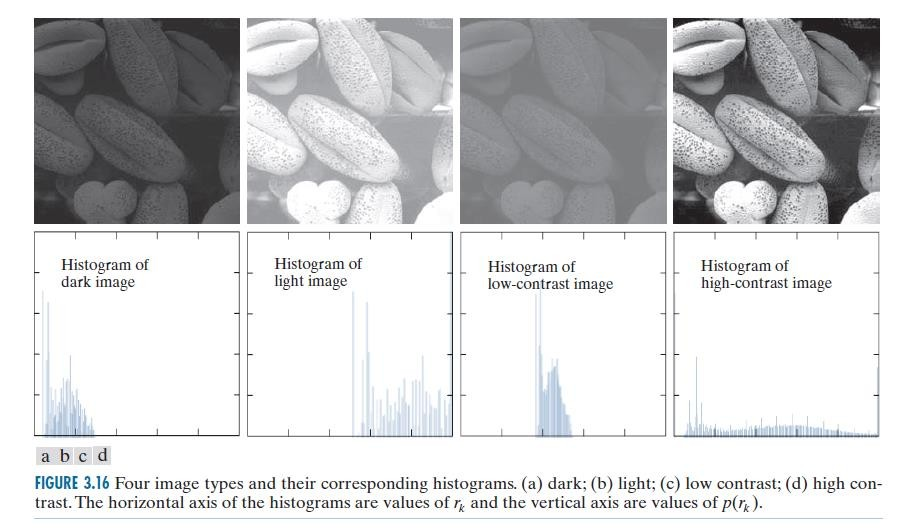 Histogram of
dark image
Histogram of
light image
Histogram of
low-contrast image
Histogram of
high-contrast image
a b c d
FIGURE 3.16 Four image types and their corresponding histograms. (a) dark; (b) light; (c) low contrast; (d) high con-
trast. The horizontal axis of the histograms are values of rₖ and the vertical axis are values of p(rₖ).